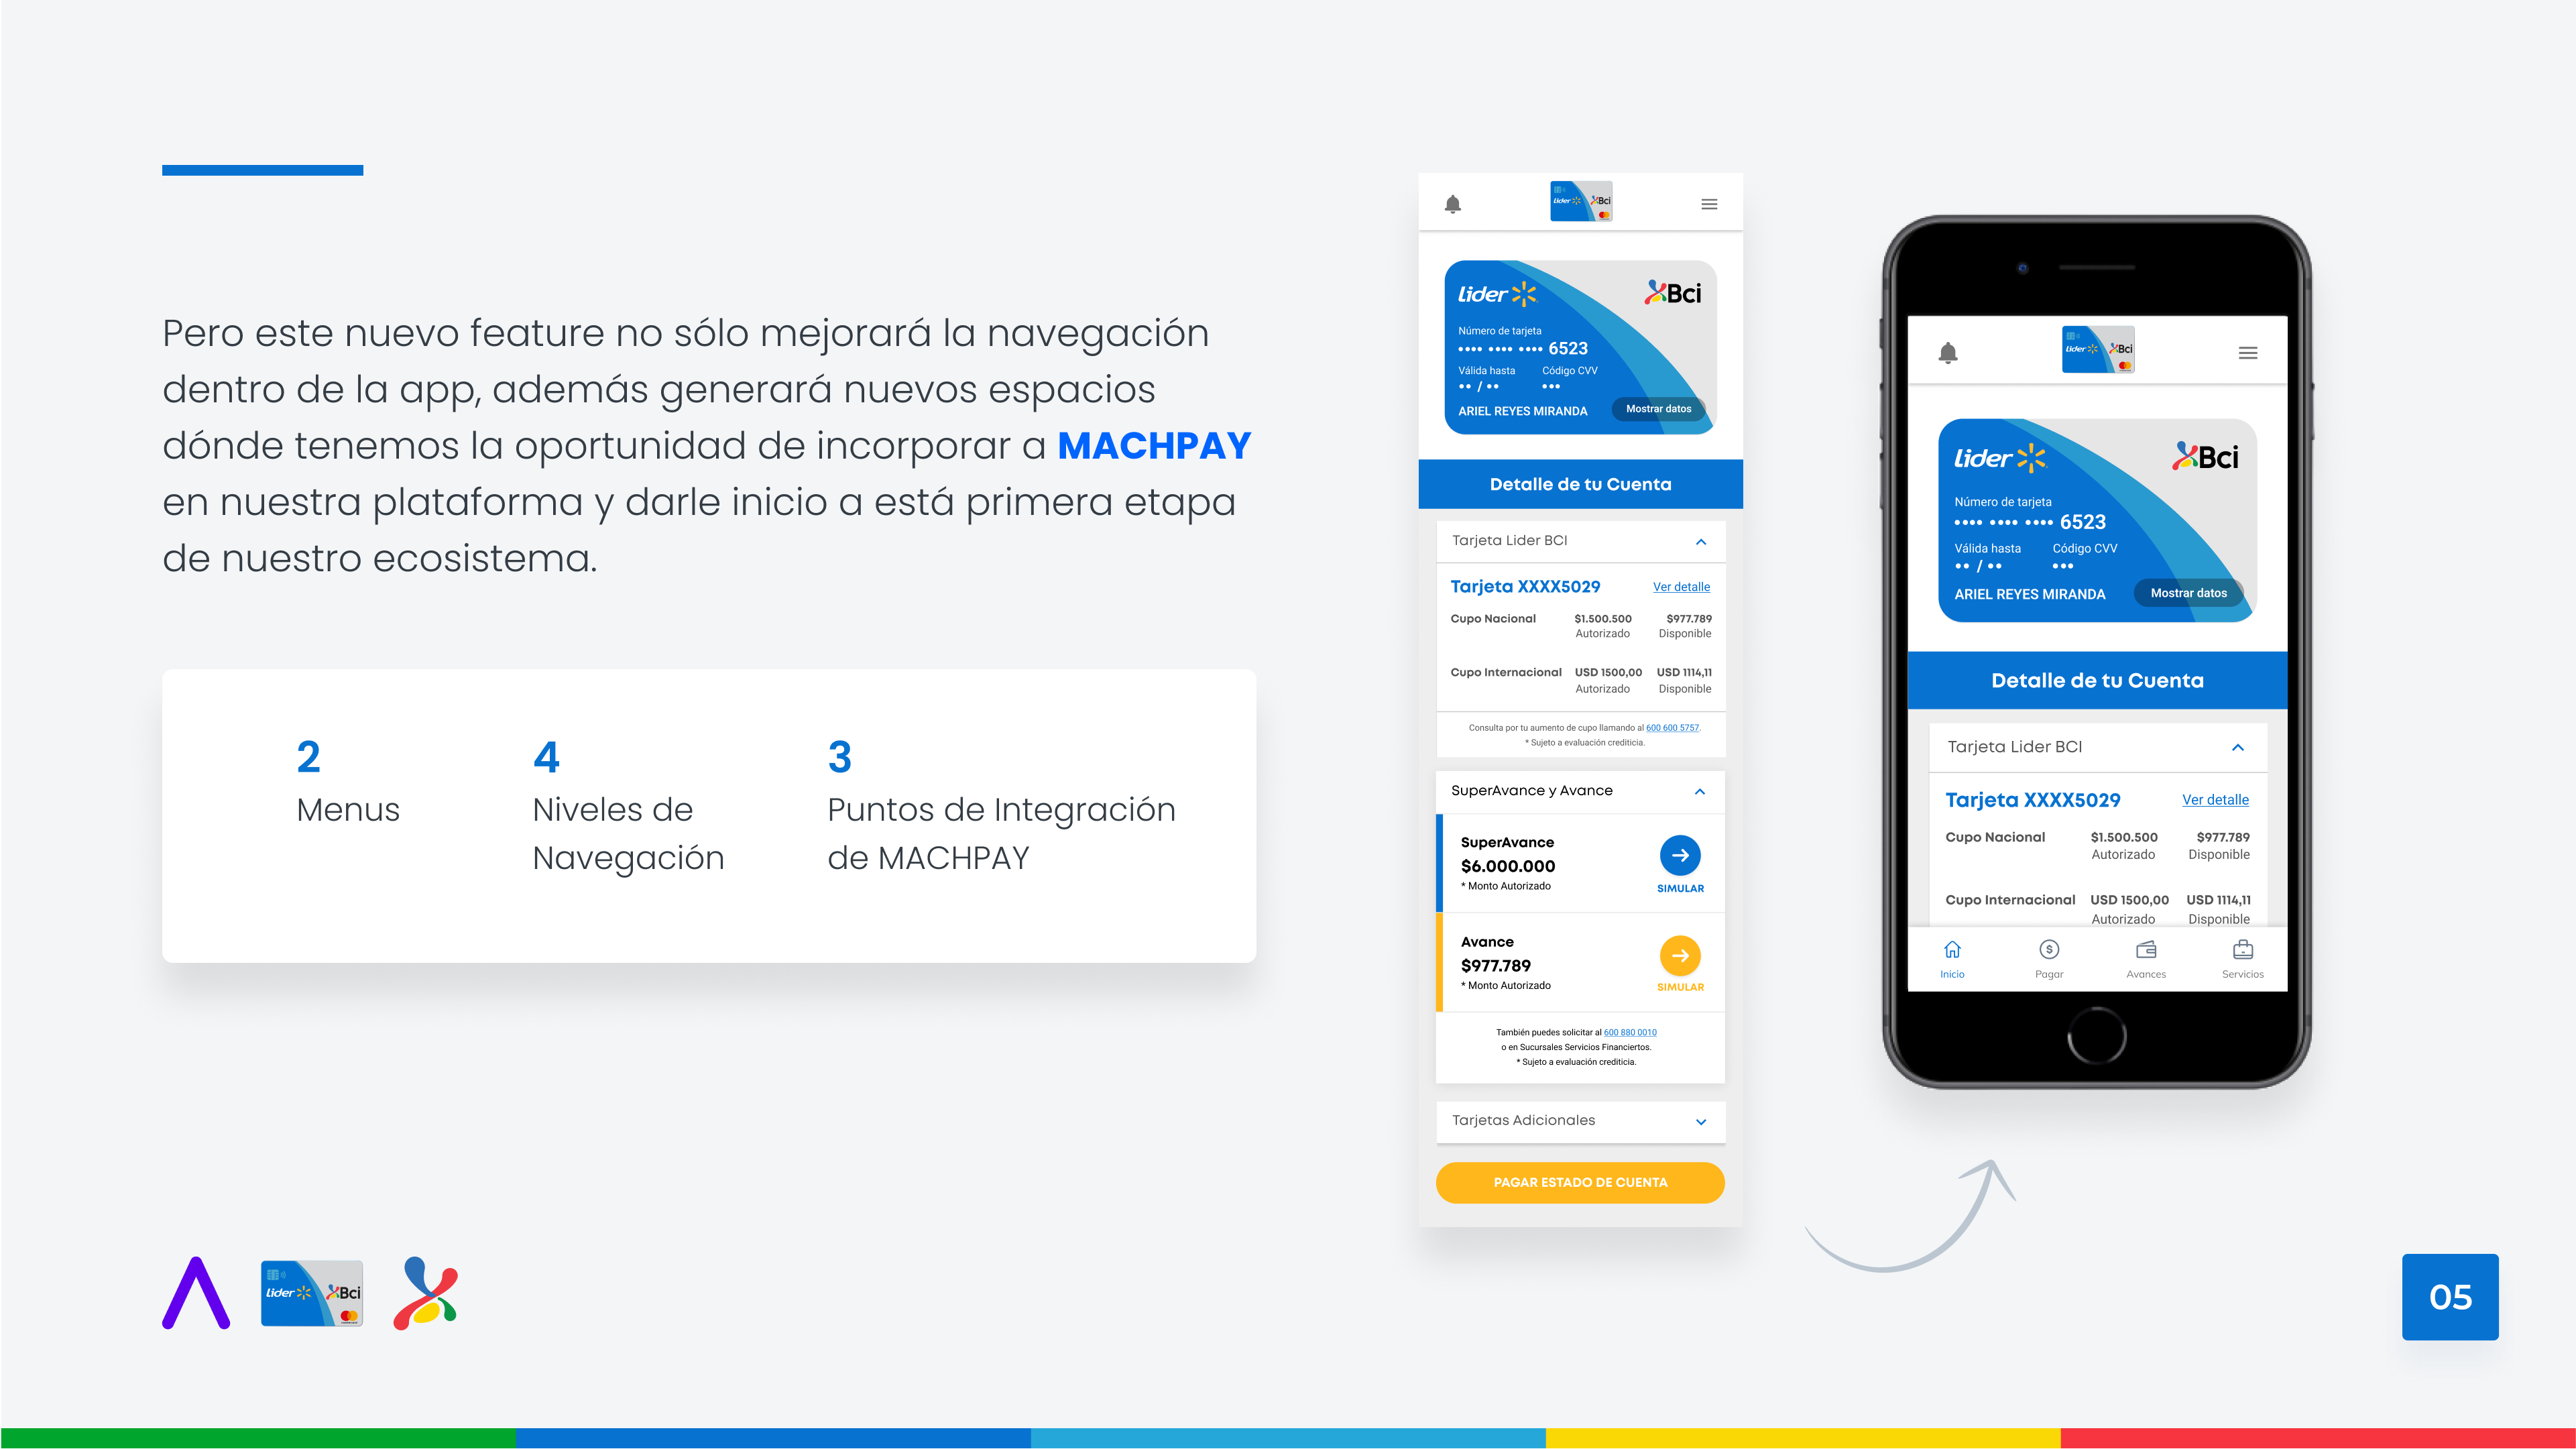 Pero este nuevo feature no sólo mejorará la navegación
dentro de la app, además generará nuevos espacios
dónde tenemos la oportunidad de incorporar a MACHPAY
en nuestra plataforma y darle inicio a está primera etapa
de nuestro ecosistema.
2
Menus
4
Niveles de
Navegación
3
Puntos de Integración
de MACHPAY
Lider Bci
Lider Bci
Número de tarjeta
•••• •••• •••• 6523
Válida hasta Código CVV
•• / •• •••
ARIEL REYES MIRANDA Mostrar datos
Detalle de tu Cuenta
Tarjeta Lider BCI
Tarjeta XXXX5029 Ver detalle
Cupo Nacional $1.500.500 $977.789
Autorizado Disponible
Cupo Internacional USD 1500,00 USD 1114,11
Autorizado Disponible
Consulta por tu aumento de cupo llamando al 600 600 5757.
* Sujeto a evaluación crediticia.
SuperAvance y Avance
SuperAvance
$6.000.000
* Monto Autorizado
SIMULAR
Avance
$977.789
* Monto Autorizado
SIMULAR
También puedes solicitar al 600 880 0010
o en Sucursales Servicios Financiertos.
* Sujeto a evaluación crediticia.
Tarjetas Adicionales
PAGAR ESTADO DE CUENTA
Lider Bci
Lider Bci
Número de tarjeta
•••• •••• •••• 6523
Válida hasta Código CVV
•• / •• •••
ARIEL REYES MIRANDA Mostrar datos
Detalle de tu Cuenta
Tarjeta Lider BCI
Tarjeta XXXX5029 Ver detalle
Cupo Nacional $1.500.500 $977.789
Autorizado Disponible
Cupo Internacional USD 1500,00 USD 1114,11
Autorizado Disponible
Inicio Pagar Avances Servicios
Lider Bci
05